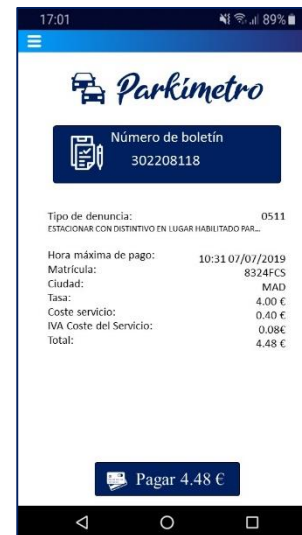 17:01 89%
Parkímetro
Número de boletín
302208118
Tipo de denuncia: 0511
ESTACIONAR CON DISTINTIVO EN LUGAR HABILITADO PAR...
Hora máxima de pago: 10:31 07/07/2019
Matrícula: 8324FCS
Ciudad: MAD
Tasa: 4.00 €
Coste servicio: 0.40 €
IVA Coste del Servicio: 0.08€
Total: 4.48 €
Pagar 4.48 €